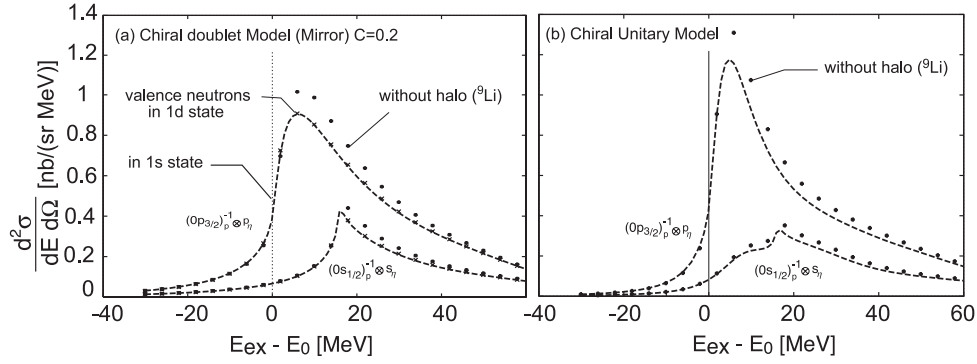 (a) Chiral doublet Model (Mirror) C=0.2
(b) Chiral Unitary Model
d²σ
dE dΩ
[nb/(sr MeV)]
1.4
1.2
1
0.8
0.6
0.4
0.2
0
valence neutrons
in 1d state
in 1s state
without halo (⁹Li)
(0p₃/₂)ₚ⁻¹⊗pη
(0s₁/₂)ₚ⁻¹⊗sη
−40 −20 0 20 40 60
Eex - E₀ [MeV]
without halo (⁹Li)
(0p₃/₂)ₚ⁻¹⊗pη
(0s₁/₂)ₚ⁻¹⊗sη
−40 −20 0 20 40 60
Eex - E₀ [MeV]